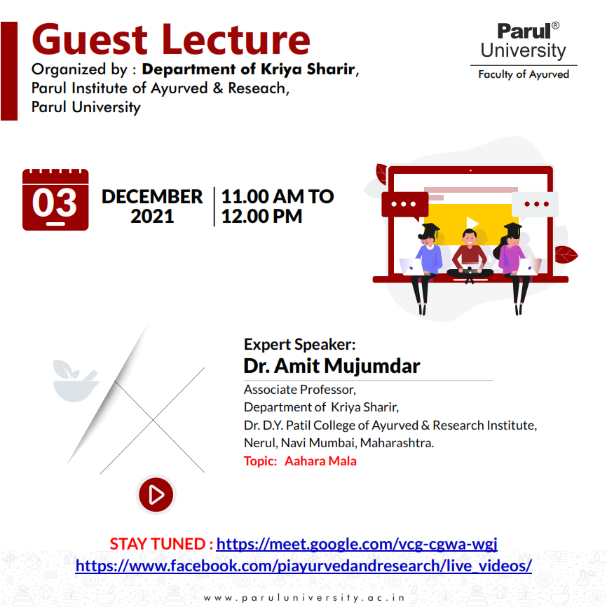 Guest Lecture
Organized by : Department of Kriya Sharir,
Parul Institute of Ayurved & Reseach,
Parul University
Parul®
University
Faculty of Ayurved
03
DECEMBER
2021
11.00 AM TO
12.00 PM
Expert Speaker:
Dr. Amit Mujumdar
Associate Professor,
Department of Kriya Sharir,
Dr. D.Y. Patil College of Ayurved & Research Institute,
Nerul, Navi Mumbai, Maharashtra.
Topic: Aahara Mala
STAY TUNED : https://meet.google.com/vcg-cgwa-wgj
https://www.facebook.com/piayurvedandresearch/live_videos/
www.paruluniversity.ac.in